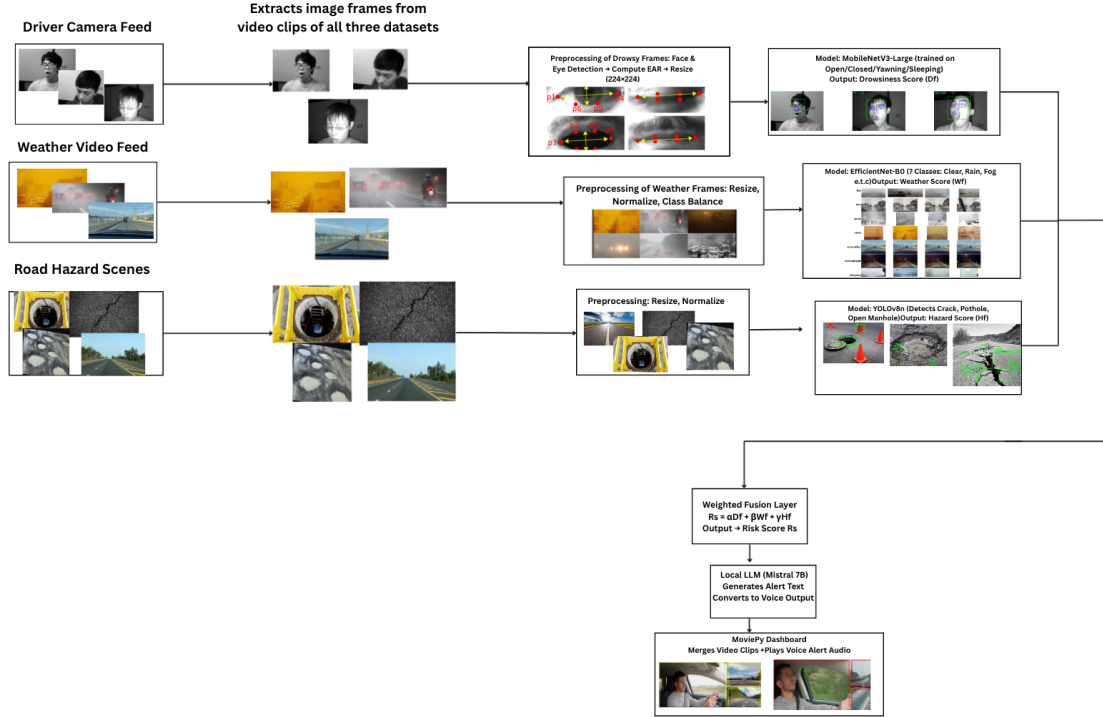 Driver Camera Feed
Extracts image frames from
video clips of all three datasets
Preprocessing of Drowsy Frames: Face &
Eye Detection → Compute EAR → Resize
(224×224)
p1
p4
p6 p5
p1
Model: MobileNetV3-Large (trained on
Open/Closed/Yawning/Sleeping)
Output: Drowsiness Score (Df)
Weather Video Feed
Preprocessing of Weather Frames: Resize,
Normalize, Class Balance
Model: EfficientNet-B0 (7 Classes: Clear, Rain, Fog
e.t.c)Output: Weather Score (Wf)
Road Hazard Scenes
Preprocessing: Resize, Normalize
Model: YOLOv8n (Detects Crack, Pothole,
Open Manhole)Output: Hazard Score (Hf)
Weighted Fusion Layer
Rs = αDf + βWf + γHf
Output → Risk Score Rs
Local LLM (Mistral 7B)
Generates Alert Text
Converts to Voice Output
MoviePy Dashboard
Merges Video Clips +Plays Voice Alert Audio